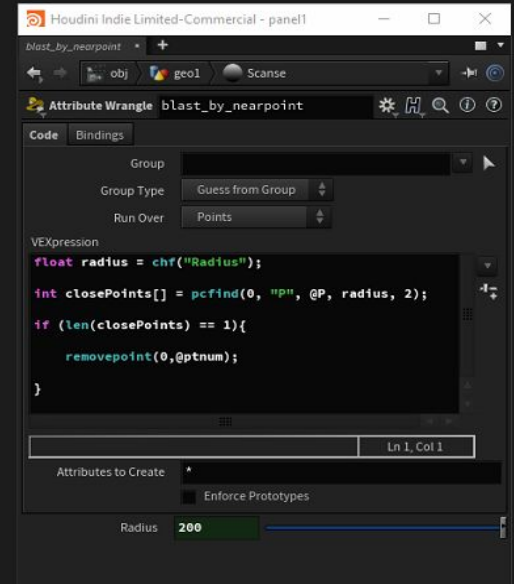 Houdini Indie Limited-Commercial - panel1
blast_by_nearpoint
obj geo1 Scanse
Attribute Wrangle blast_by_nearpoint
Code Bindings
Group
Group Type Guess from Group
Run Over Points
VEXpression
float radius = chf("Radius");
int closePoints[] = pcfind(0, "P", @P, radius, 2);
if (len(closePoints) == 1){
removepoint(0,@ptnum);
}
Ln 1, Col 1
Attributes to Create *
Enforce Prototypes
Radius 200